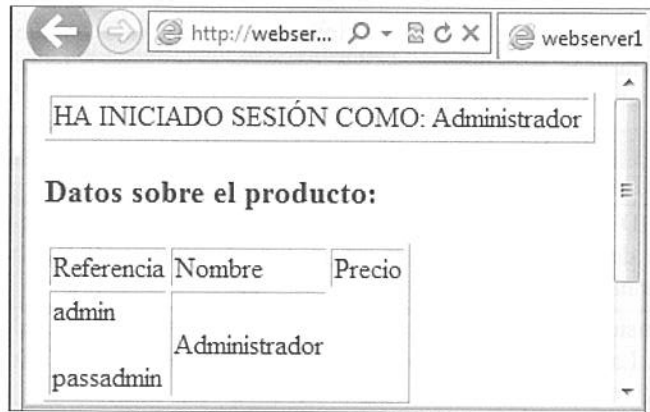 http://webser...
webserver1
HA INICIADO SESIÓN COMO: Administrador
Datos sobre el producto:
Referencia Nombre Precio
admin
Administrador
passadmin